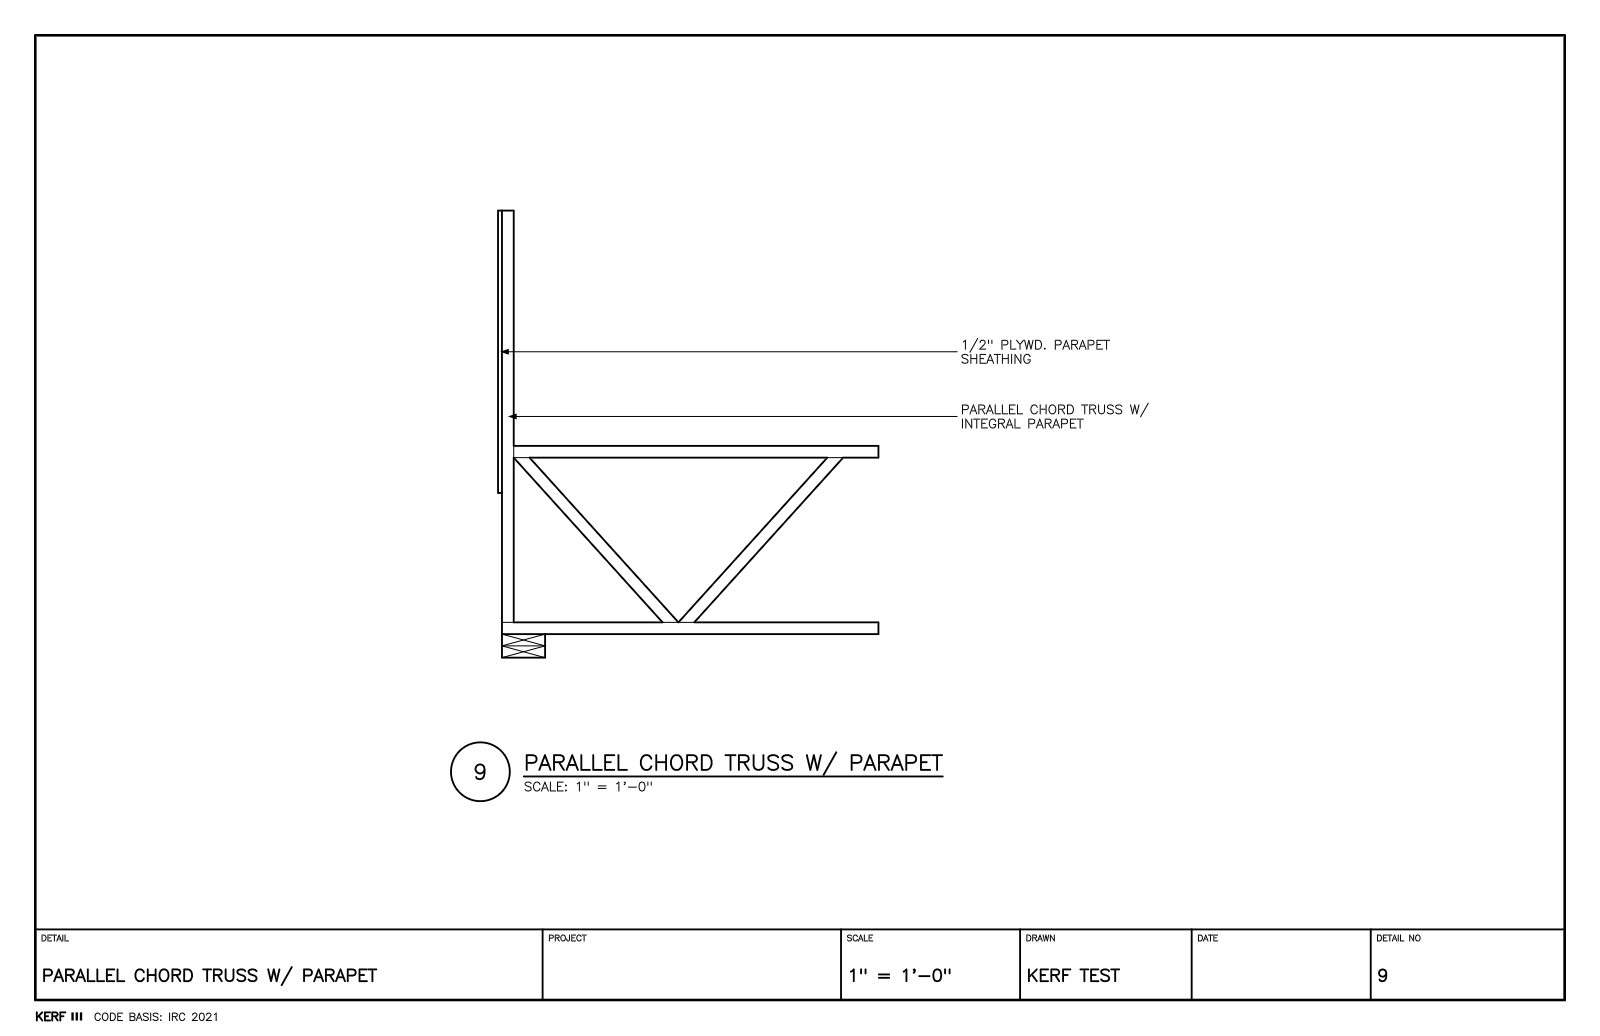 1/2" PLYWD. PARAPET
SHEATHING
PARALLEL CHORD TRUSS W/
INTEGRAL PARAPET
9
PARALLEL CHORD TRUSS W/ PARAPET
SCALE: 1" = 1'-0"
DETAIL
PARALLEL CHORD TRUSS W/ PARAPET
PROJECT
SCALE
1" = 1'-0"
DRAWN
KERF TEST
DATE
DETAIL NO
9
KERF III CODE BASIS: IRC 2021